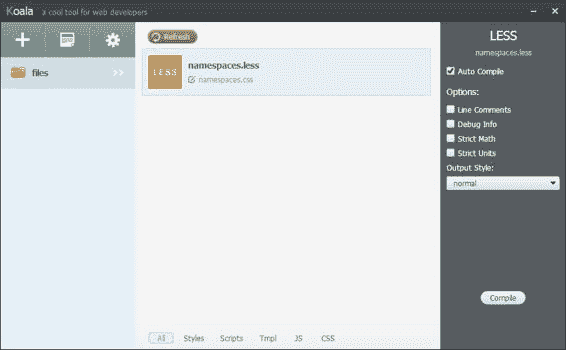 Koala a cool tool for web developers
files
Refresh
LESS
namespaces.less
namespaces.css
All Styles Scripts Tmpl JS CSS
LESS
namespaces.less
Auto Compile
Options:
Line Comments
Debug Info
Strict Math
Strict Units
Output Style:
normal
Compile